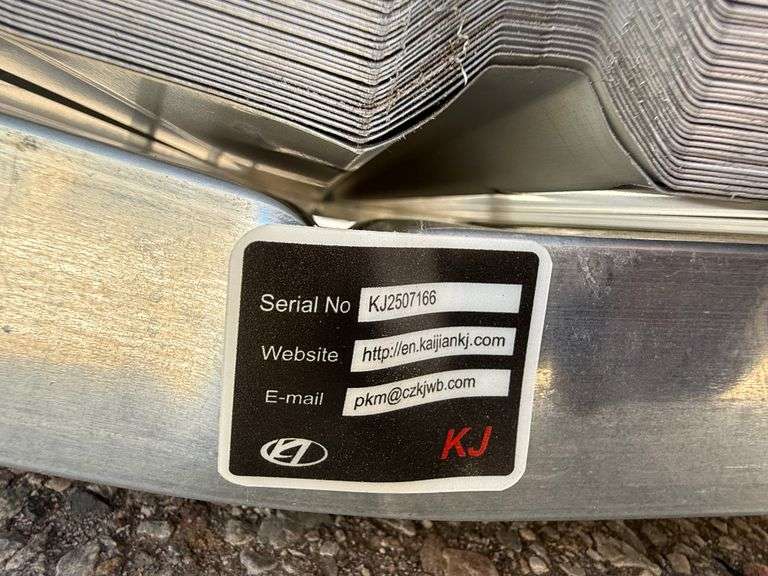 Serial No KJ2507166
Website http://en.kaijiankj.com
E-mail pkm@czkjwb.com
KJ